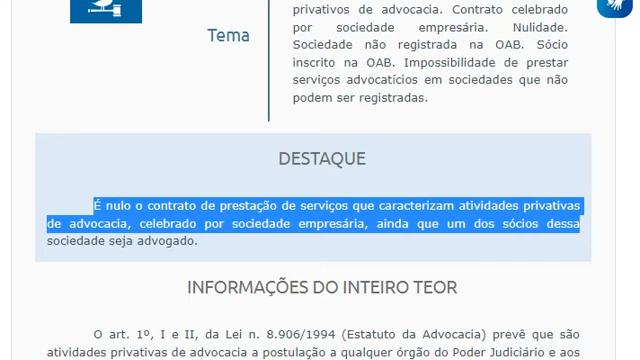 privativos de advocacia. Contrato celebrado
por sociedade empresária. Nulidade.
Tema
Sociedade não registrada na OAB. Sócio
inscrito na OAB. Impossibilidade de prestar
serviços advocatícios em sociedades que não
podem ser registradas.
DESTAQUE
É nulo o contrato de prestação de serviços que caracterizam atividades privativas
de advocacia, celebrado por sociedade empresária, ainda que um dos sócios dessa
sociedade seja advogado.
INFORMAÇÕES DO INTEIRO TEOR
O art. 1º, I e II, da Lei n. 8.906/1994 (Estatuto da Advocacia) prevê que são
atividades privativas de advocacia a postulação a qualquer órgão do Poder Judiciário e aos